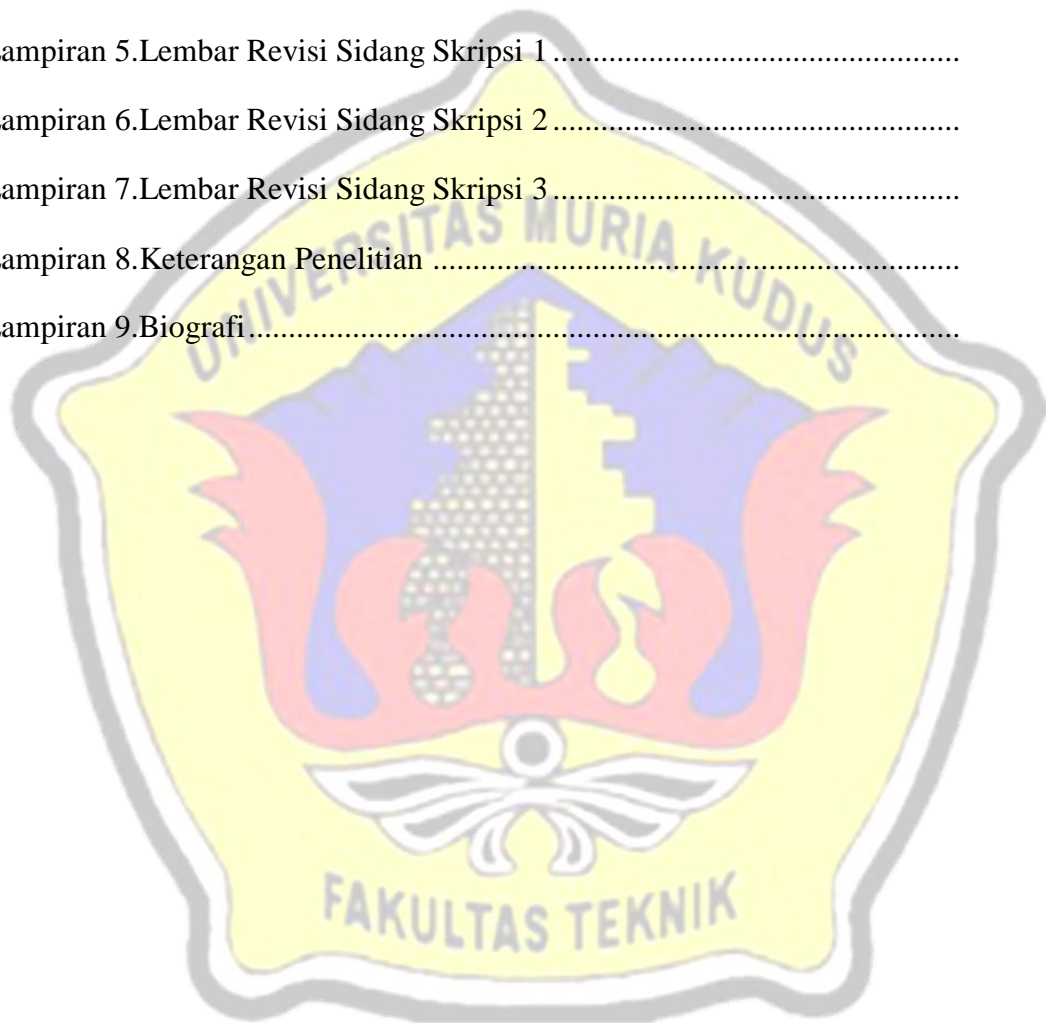 ampiran 5.Lembar Revisi Sidang Skripsi 1 ...................................................
ampiran 6.Lembar Revisi Sidang Skripsi 2 ...................................................
ampiran 7.Lembar Revisi Sidang Skripsi 3 ...................................................
ampiran 8.Keterangan Penelitian ..................................................................
ampiran 9.Biografi.........................................................................................
UNIVERSITAS MURIA KUDUS
FAKULTAS TEKNIK